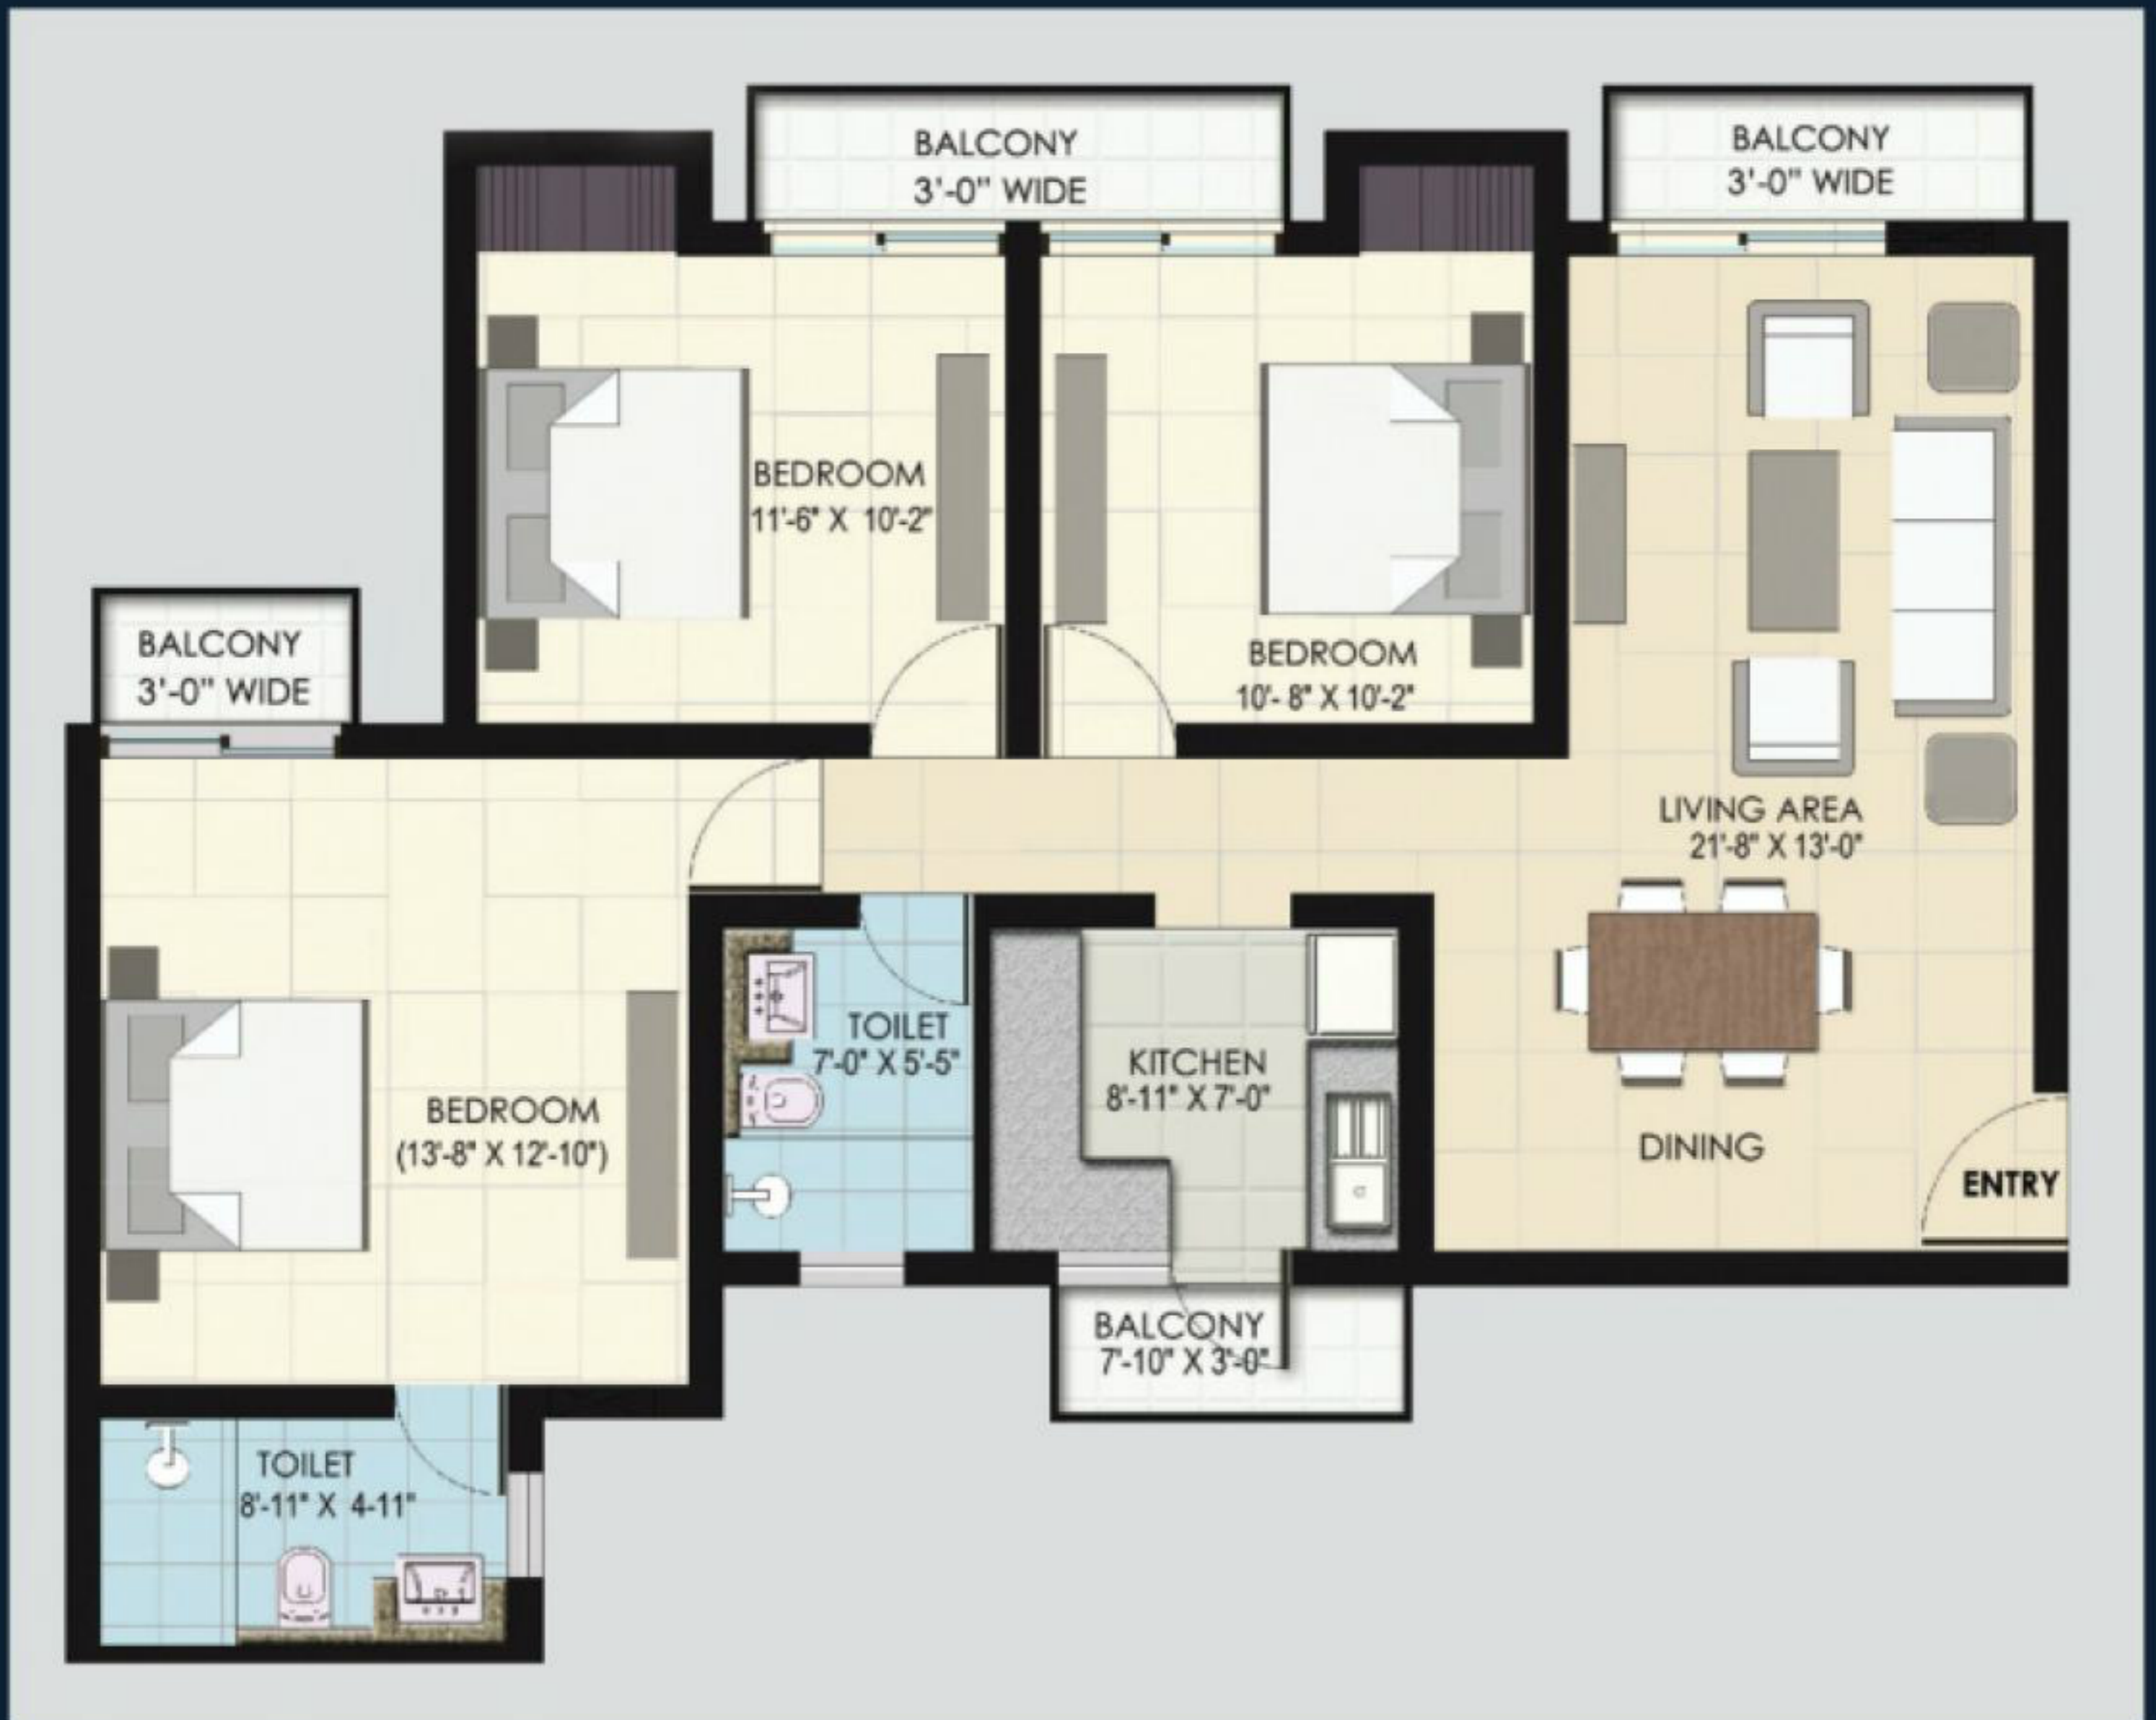 BALCONY
3'-0" WIDE
BALCONY
3'-0" WIDE
BEDROOM
11'-6" X 10'-2"
BEDROOM
10'- 8" X 10'-2"
BALCONY
3'-0" WIDE
LIVING AREA
21'-8" X 13'-0"
TOILET
7'-0" X 5'-5"
KITCHEN
8'-11" X 7'-0"
BEDROOM
(13'-8" X 12'-10")
DINING
ENTRY
BALCONY
7'-10" X 3'-0"
TOILET
8'-11" X 4-11"